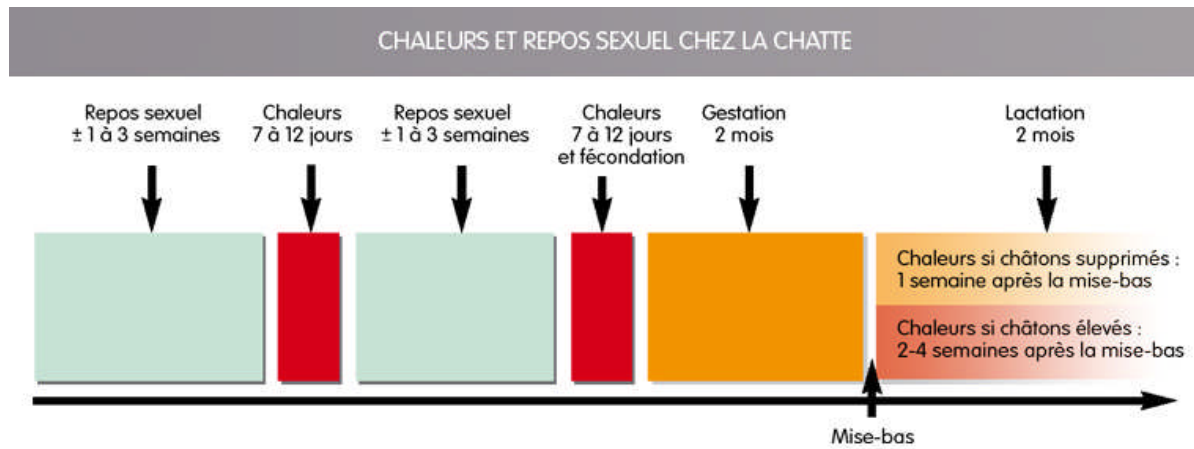 CHALEURS ET REPOS SEXUEL CHEZ LA CHATTE
Repos sexuel
± 1 à 3 semaines
Chaleurs
7 à 12 jours
Repos sexuel
± 1 à 3 semaines
Chaleurs
7 à 12 jours
et fécondation
Gestation
2 mois
Lactation
2 mois
Chaleurs si châtons supprimés :
1 semaine après la mise-bas
Chaleurs si châtons élevés :
2-4 semaines après la mise-bas
Mise-bas